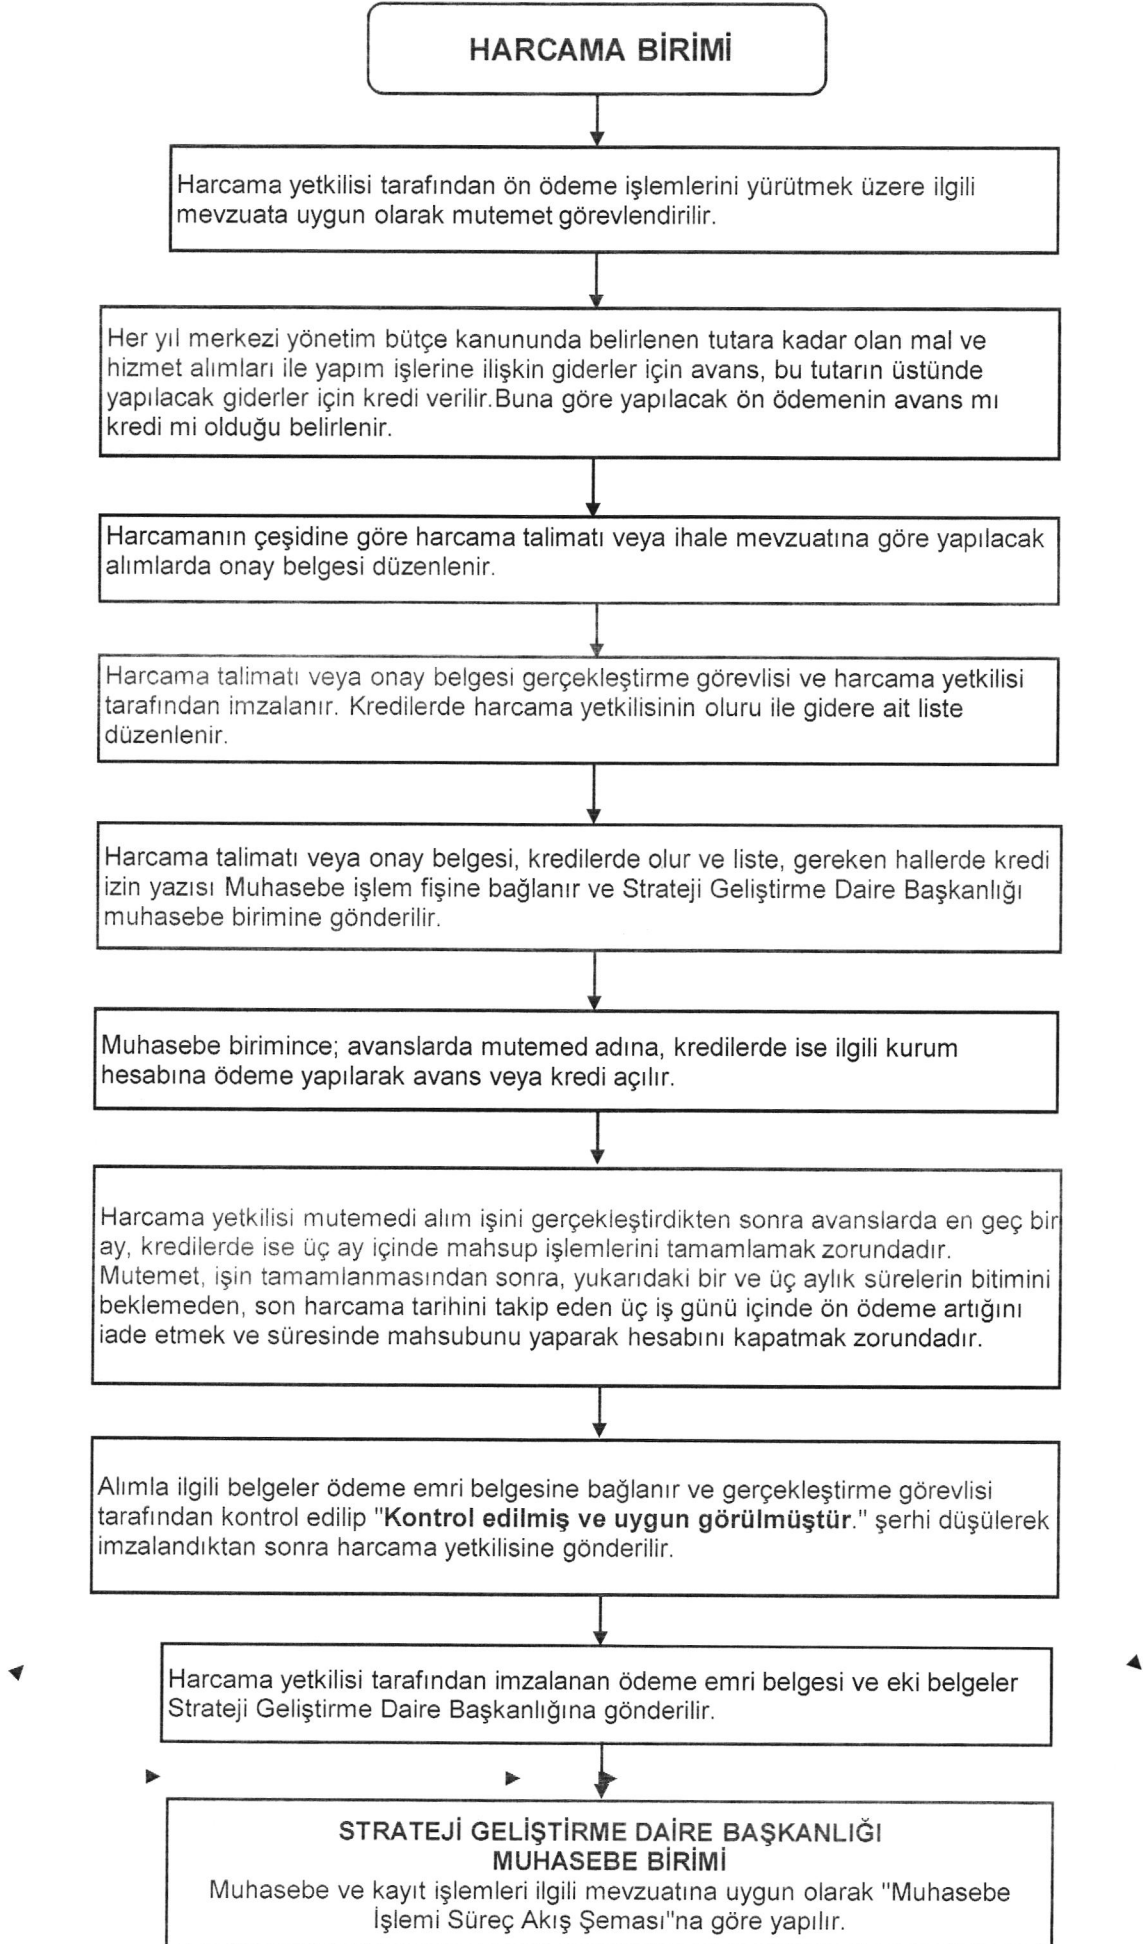 HARCAMA BİRİMİ
Harcama yetkilisi tarafından ön ödeme işlemlerini yürütmek üzere ilgili
mevzuata uygun olarak mutemet görevlendirilir.
Her yıl merkezi yönetim bütçe kanununda belirlenen tutara kadar olan mal ve
hizmet alımları ile yapım işlerine ilişkin giderler için avans, bu tutarın üstünde
yapılacak giderler için kredi verilir.Buna göre yapılacak ön ödemenin avans mı
kredi mi olduğu belirlenir.
Harcamanın çeşidine göre harcama talimatı veya ihale mevzuatına göre yapılacak
alımlarda onay belgesi düzenlenir.
Harcama talimatı veya onay belgesi gerçekleştirme görevlisi ve harcama yetkilisi
tarafından imzalanır. Kredilerde harcama yetkilisinin oluru ile gidere ait liste
düzenlenir.
Harcama talimatı veya onay belgesi, kredilerde olur ve liste, gereken hallerde kredi
izin yazısı Muhasebe işlem fişine bağlanır ve Strateji Geliştirme Daire Başkanlığı
muhasebe birimine gönderilir.
Muhasebe birimince; avanslarda mutemed adına, kredilerde ise ilgili kurum
hesabına ödeme yapılarak avans veya kredi açılır.
Harcama yetkilisi mutemedi alım işini gerçekleştirdikten sonra avanslarda en geç bir
ay, kredilerde ise üç ay içinde mahsup işlemlerini tamamlamak zorundadır.
Mutemet, işin tamamlanmasından sonra, yukarıdaki bir ve üç aylık sürelerin bitimini
beklemeden, son harcama tarihini takip eden üç iş günü içinde ön ödeme artığını
iade etmek ve süresinde mahsubunu yaparak hesabını kapatmak zorundadır.
Alımla ilgili belgeler ödeme emri belgesine bağlanır ve gerçekleştirme görevlisi
tarafından kontrol edilip "Kontrol edilmiş ve uygun görülmüştür." şerhi düşülerek
imzalandıktan sonra harcama yetkilisine gönderilir.
Harcama yetkilisi tarafından imzalanan ödeme emri belgesi ve eki belgeler
Strateji Geliştirme Daire Başkanlığına gönderilir.
STRATEJİ GELİŞTİRME DAİRE BAŞKANLIĞI
MUHASEBE BİRİMİ
Muhasebe ve kayıt işlemleri ilgili mevzuatına uygun olarak "Muhasebe
İşlemi Süreç Akış Şeması"na göre yapılır.